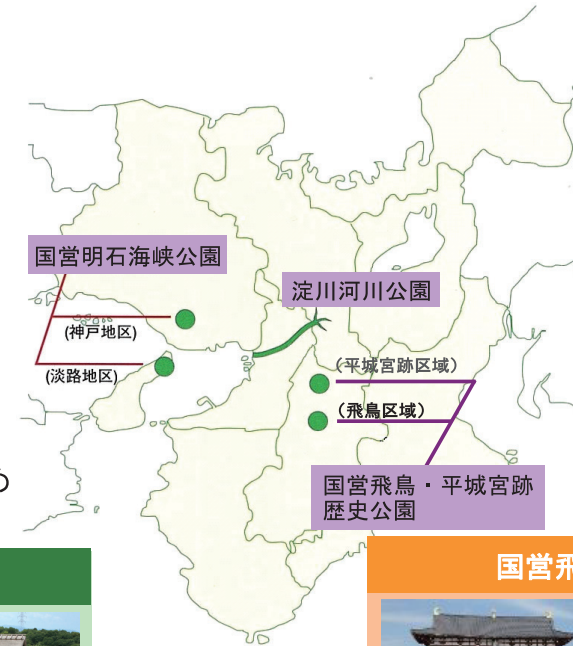 国営明石海峡公園
淀川河川公園
(神戸地区)
(平城宮跡区域)
(淡路地区)
(飛鳥区域)
国営飛鳥・平城宮跡
歴史公園
め
国営飛